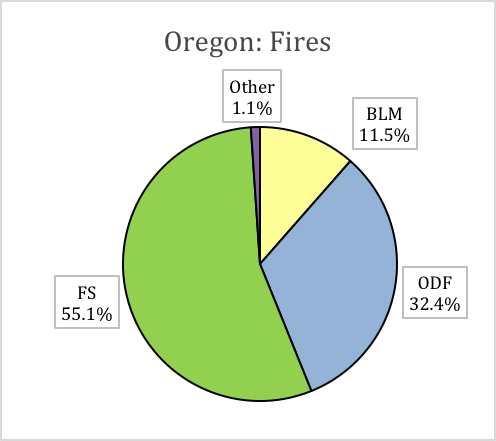 Oregon: Fires
Other
1.1%
BLM
11.5%
ODF
32.4%
FS
55.1%